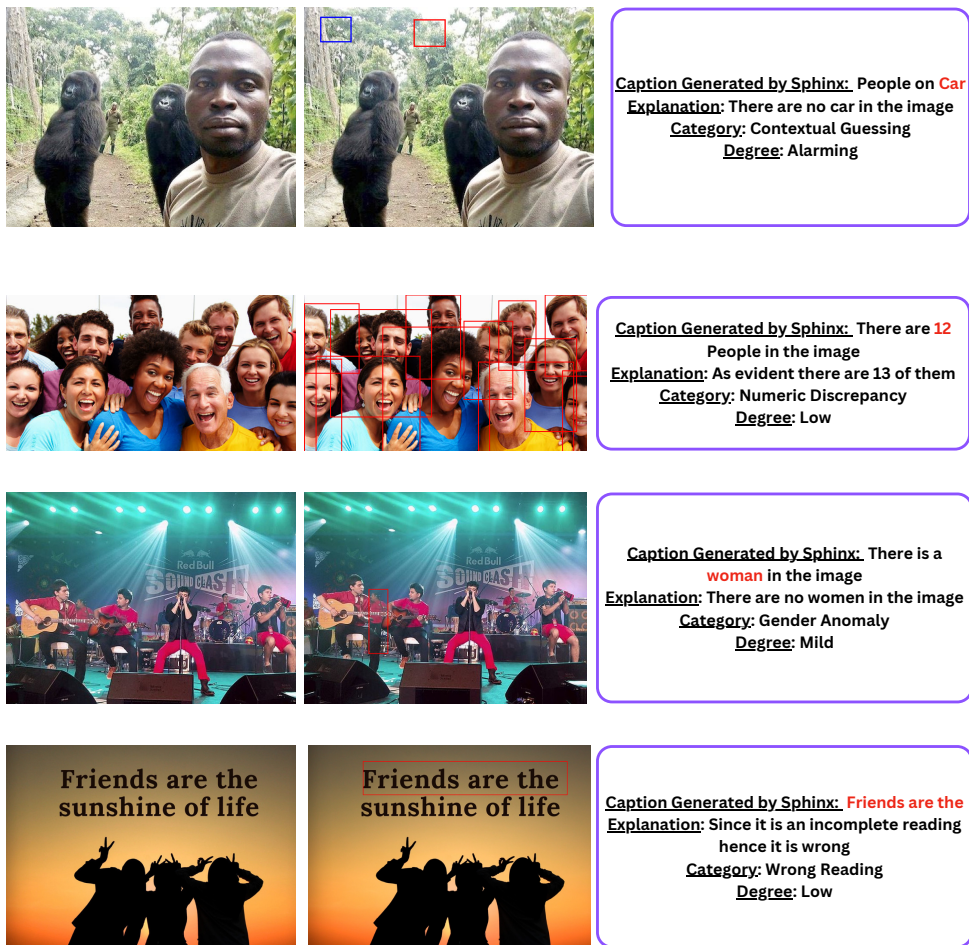 Caption Generated by Sphinx: People on Car
Explanation: There are no car in the image
Category: Contextual Guessing
Degree: Alarming
Caption Generated by Sphinx: There are 12
People in the image
Explanation: As evident there are 13 of them
Category: Numeric Discrepancy
Degree: Low
Red Bull
SOUND CLASH
Red Bull
SOUND CLASH
Caption Generated by Sphinx: There is a
woman in the image
Explanation: There are no women in the image
Category: Gender Anomaly
Degree: Mild
Friends are the
sunshine of life
Friends are the
sunshine of life
Caption Generated by Sphinx: Friends are the
Explanation: Since it is an incomplete reading
hence it is wrong
Category: Wrong Reading
Degree: Low